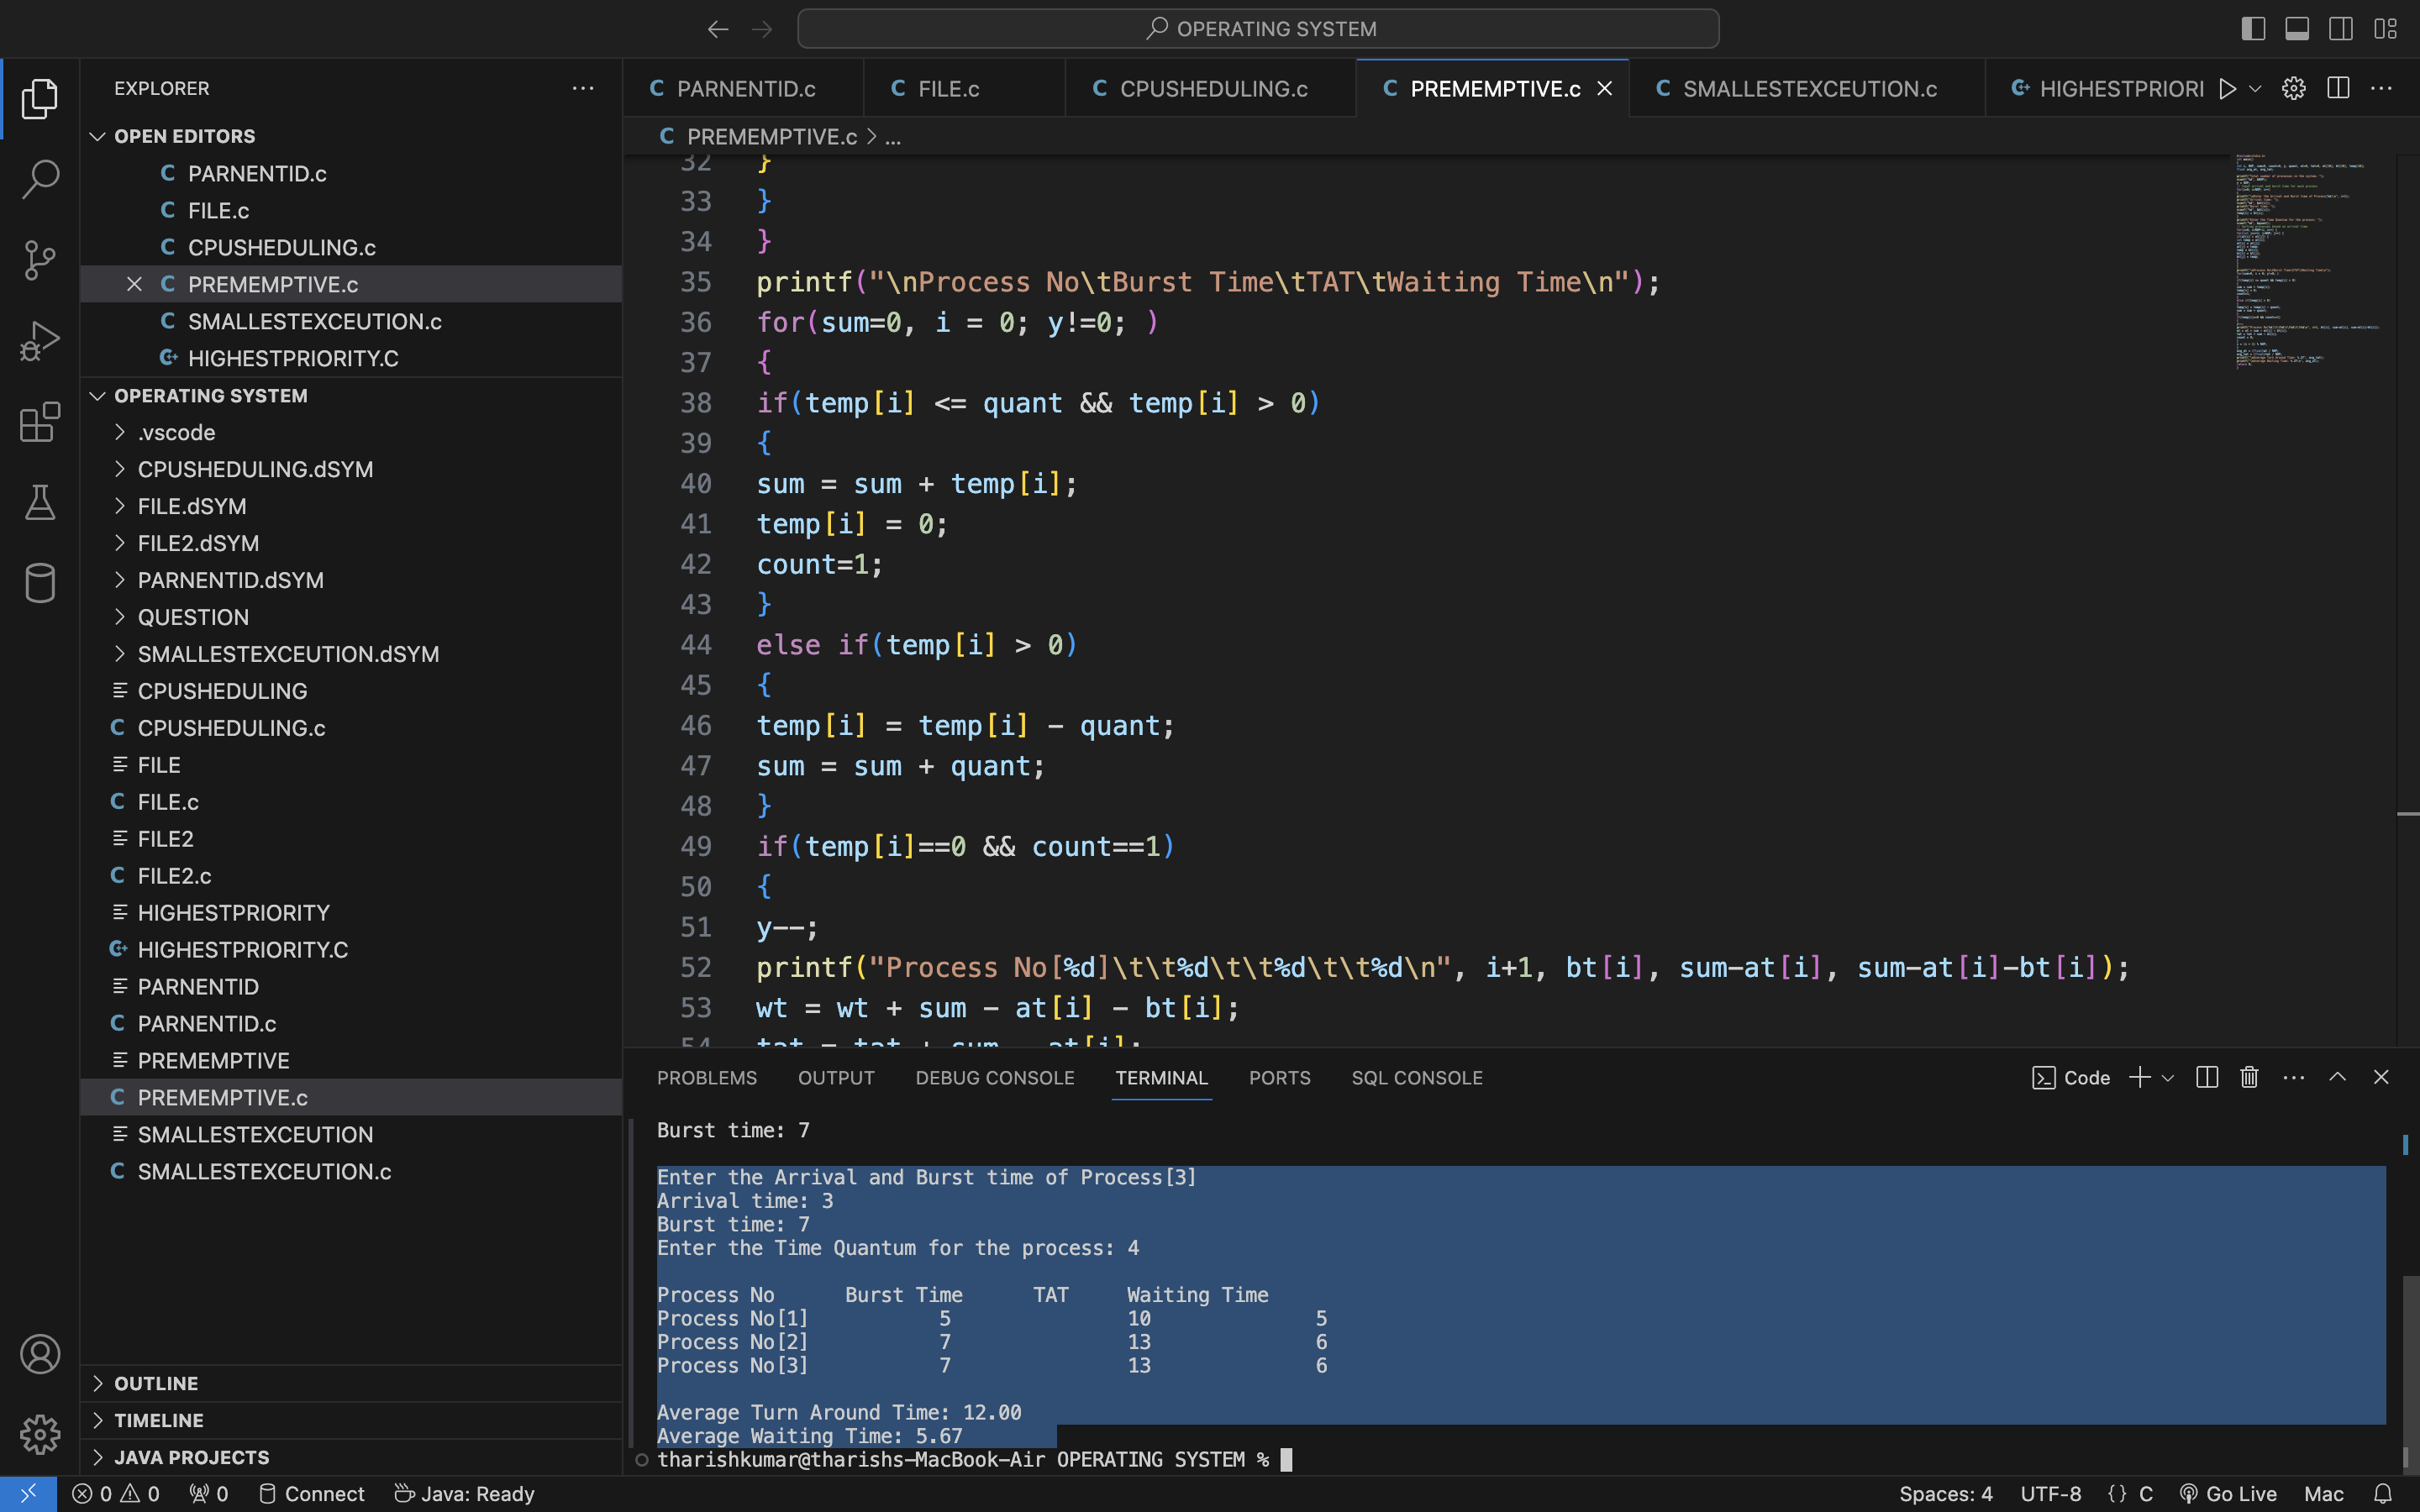 OPERATING SYSTEM
EXPLORER
OPEN EDITORS
C PARNENTID.c
C FILE.c
C CPUSHEDULING.c
C PREMEMPTIVE.c
C SMALLESTEXCEUTION.c
HIGHESTPRIORITY.C
OPERATING SYSTEM
.vscode
CPUSHEDULING.dSYM
FILE.dSYM
FILE2.dSYM
PARNENTID.dSYM
QUESTION
SMALLESTEXCEUTION.dSYM
CPUSHEDULING
C CPUSHEDULING.c
FILE
C FILE.c
FILE2
C FILE2.c
HIGHESTPRIORITY
HIGHESTPRIORITY.C
PARNENTID
C PARNENTID.c
PREMEMPTIVE
C PREMEMPTIVE.c
SMALLESTEXCEUTION
C SMALLESTEXCEUTION.c
OUTLINE
TIMELINE
JAVA PROJECTS
C PARNENTID.c C FILE.c C CPUSHEDULING.c C PREMEMPTIVE.c C SMALLESTEXCEUTION.c HIGHESTPRIORI
C PREMEMPTIVE.c > ...
32 }
33 }
34 }
35 printf("\nProcess No\tBurst Time\tTAT\tWaiting Time\n");
36 for(sum=0, i = 0; y!=0; )
37 {
38 if(temp[i] <= quant && temp[i] > 0)
39 {
40 sum = sum + temp[i];
41 temp[i] = 0;
42 count=1;
43 }
44 else if(temp[i] > 0)
45 {
46 temp[i] = temp[i] - quant;
47 sum = sum + quant;
48 }
49 if(temp[i]==0 && count==1)
50 {
51 y--;
52 printf("Process No[%d]\t\t%d\t\t%d\t\t%d\n", i+1, bt[i], sum-at[i], sum-at[i]-bt[i]);
53 wt = wt + sum - at[i] - bt[i];
54 tat = tat + sum - at[i];
PROBLEMS OUTPUT DEBUG CONSOLE TERMINAL PORTS SQL CONSOLE Code
Burst time: 7
Enter the Arrival and Burst time of Process[3]
Arrival time: 3
Burst time: 7
Enter the Time Quantum for the process: 4
Process No Burst Time TAT Waiting Time
Process No[1] 5 10 5
Process No[2] 7 13 6
Process No[3] 7 13 6
Average Turn Around Time: 12.00
Average Waiting Time: 5.67
tharishkumar@tharishs-MacBook-Air OPERATING SYSTEM %
0 0 0 Connect Java: Ready Spaces: 4 UTF-8 {} C Go Live Mac